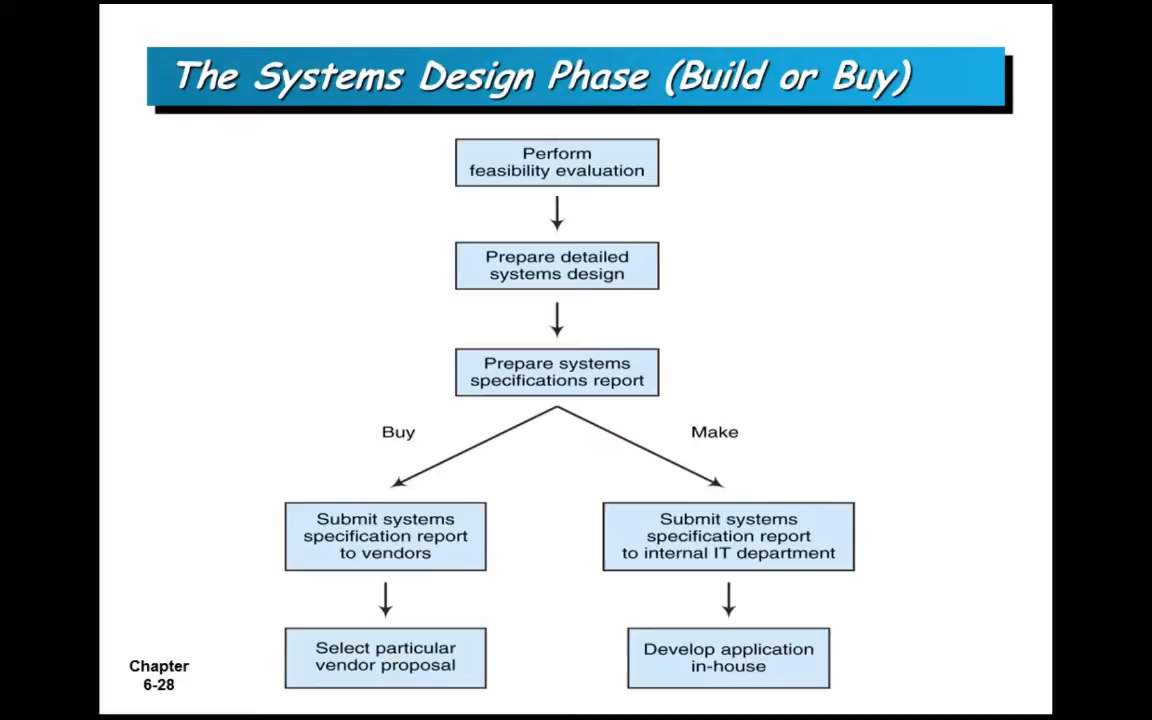 The Systems Design Phase (Build or Buy)
Perform
feasibility evaluation
Prepare detailed
systems design
Prepare systems
specifications report
Buy
Make
Submit systems
specification report
to vendors
Submit systems
specification report
to internal IT department
Select particular
vendor proposal
Develop application
in-house
Chapter
6-28